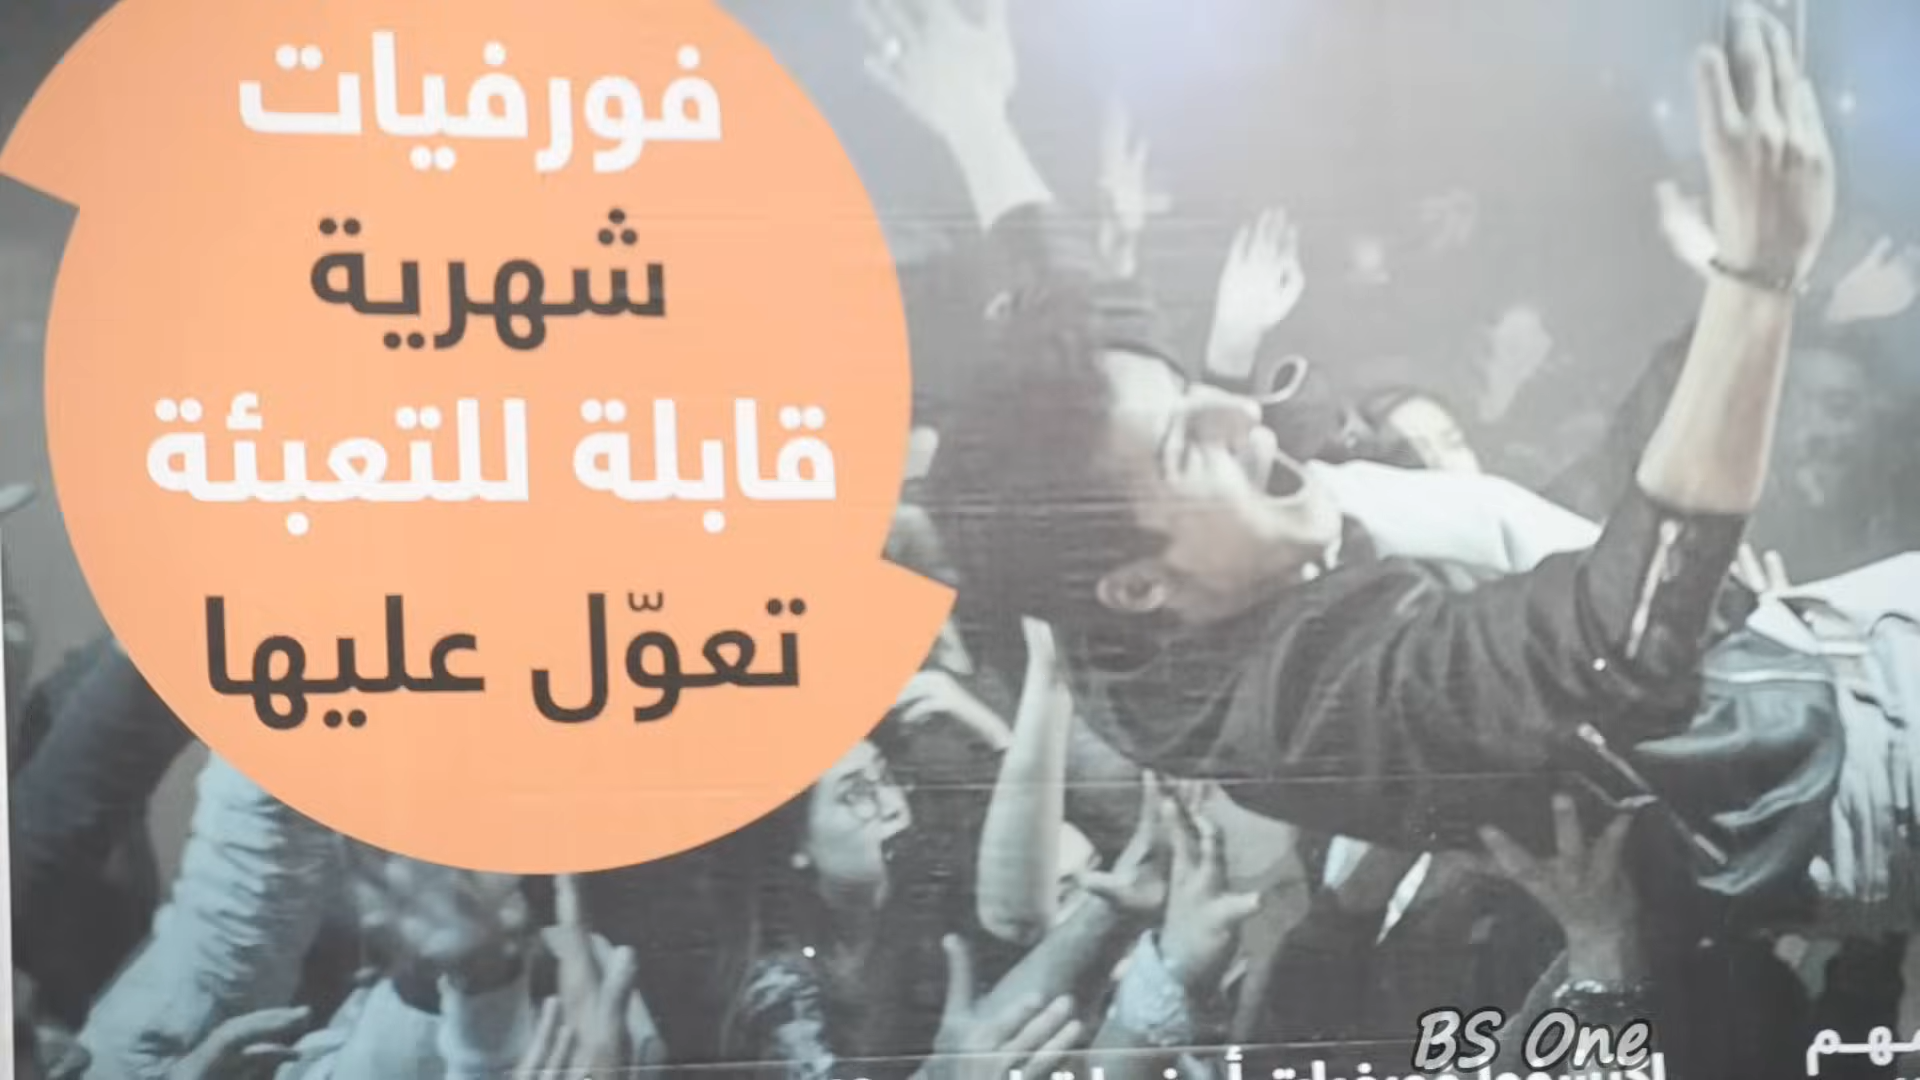 فورفيات
شهرية
قابلة للتعبئة
تعوّل عليها
BS One